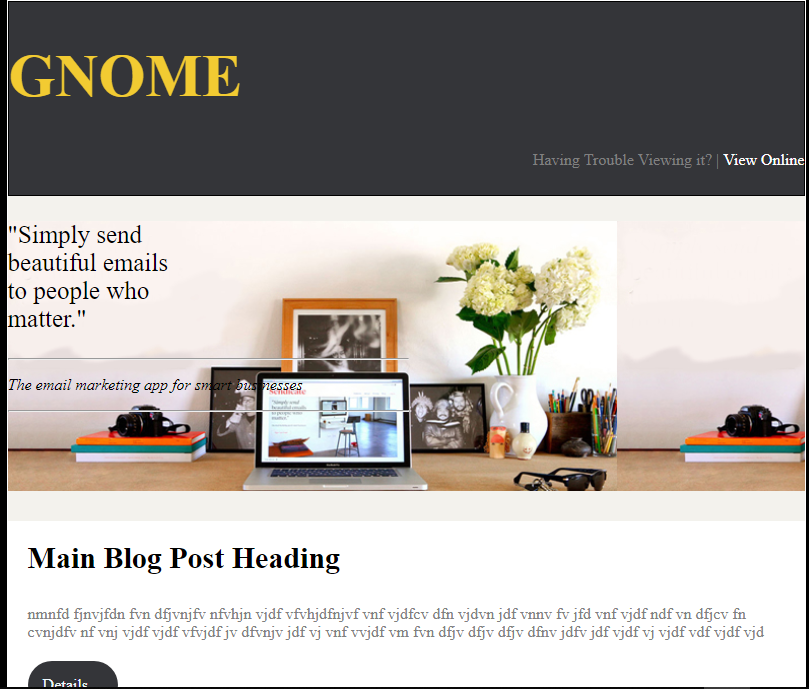 GNOME
Having Trouble Viewing it? | View Online
"Simply send
beautiful emails
to people who
matter."
The email marketing app for smart businesses
syndicate
Main Blog Post Heading
nmnfd fjnvjfdn fvn dfjvnjfv nfvhjn vjdf vfvhjdfnjvf vnf vjdfcv dfn vjdvn jdf vnnv fv jfd vnf vjdf ndf vn dfjcv fn
cvnjdfv nf vnj vjdf vjdf vfvjdf jv dfvnjv jdf vj vnf vvjdf vm fvn dfjv dfjv dfjv dfnv jdfv jdf vjdf vj vjdf vdf vjdf vjd
Details